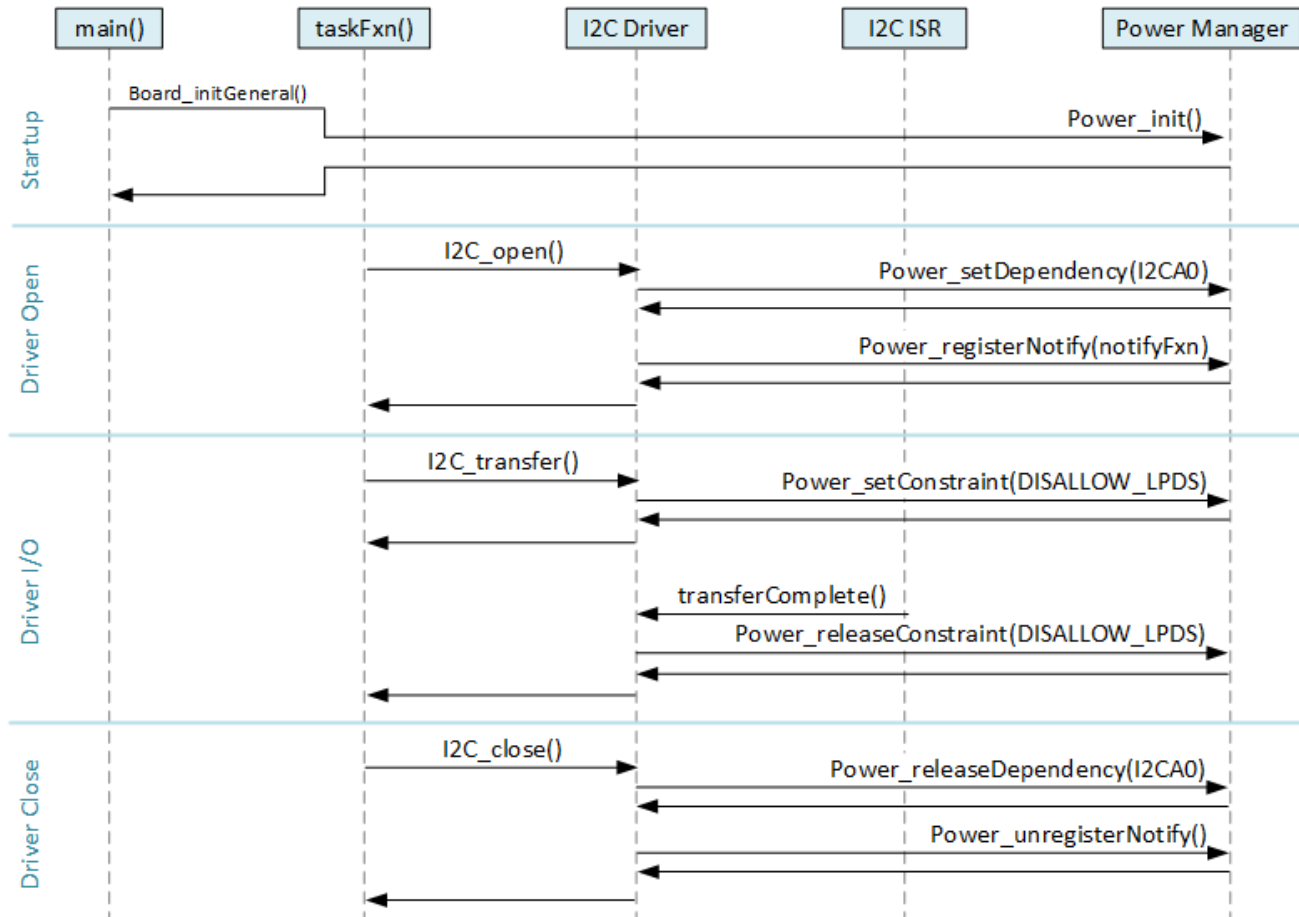 main()
taskFxn()
I2C Driver
I2C ISR
Power Manager
Startup
Board_initGeneral()
Power_init()
Driver Open
I2C_open()
Power_setDependency(I2CA0)
Power_registerNotify(notifyFxn)
Driver I/O
I2C_transfer()
Power_setConstraint(DISALLOW_LPDS)
transferComplete()
Power_releaseConstraint(DISALLOW_LPDS)
Driver Close
I2C_close()
Power_releaseDependency(I2CA0)
Power_unregisterNotify()